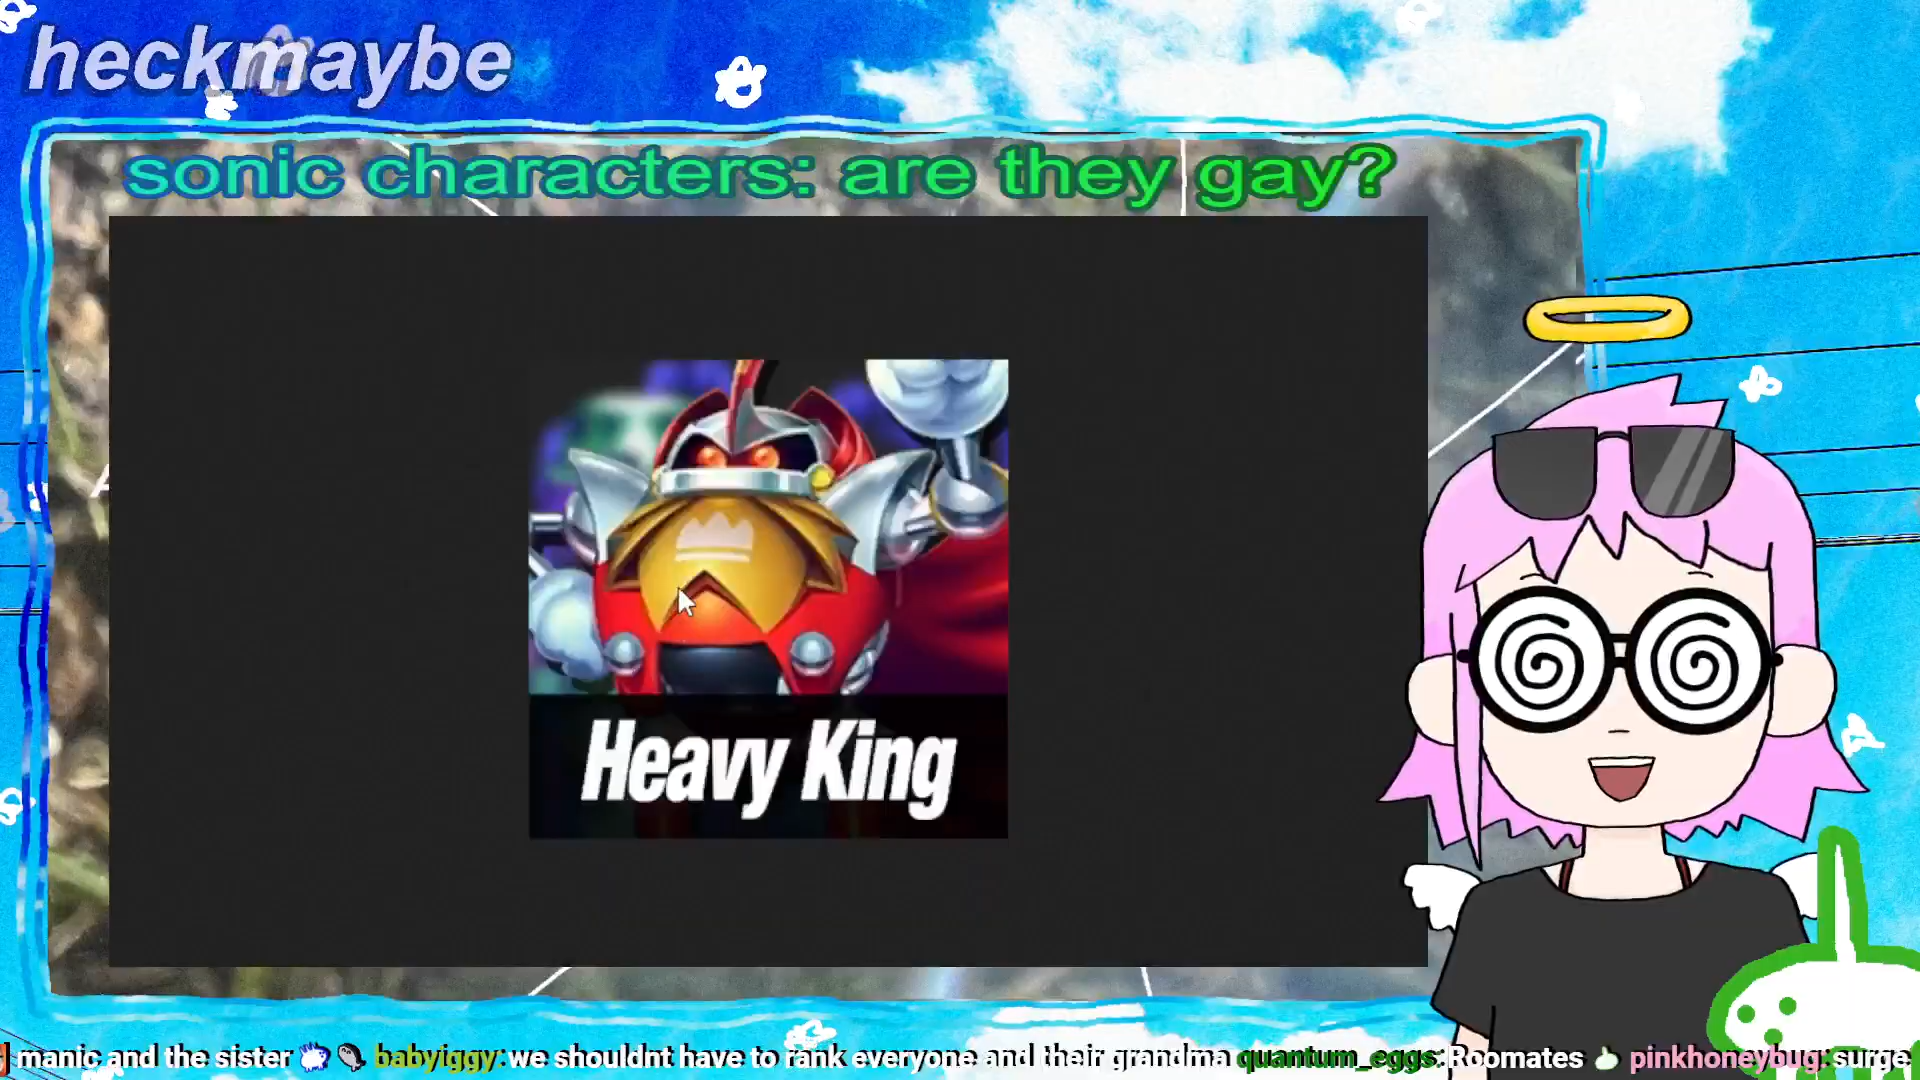 heckmaybe
sonic characters: are they gay?
Heavy King
manic and the sister babyiggy: we shouldnt have to rank everyone and their grandma quantum_eggs: Roomates pinkhoneybug: surge